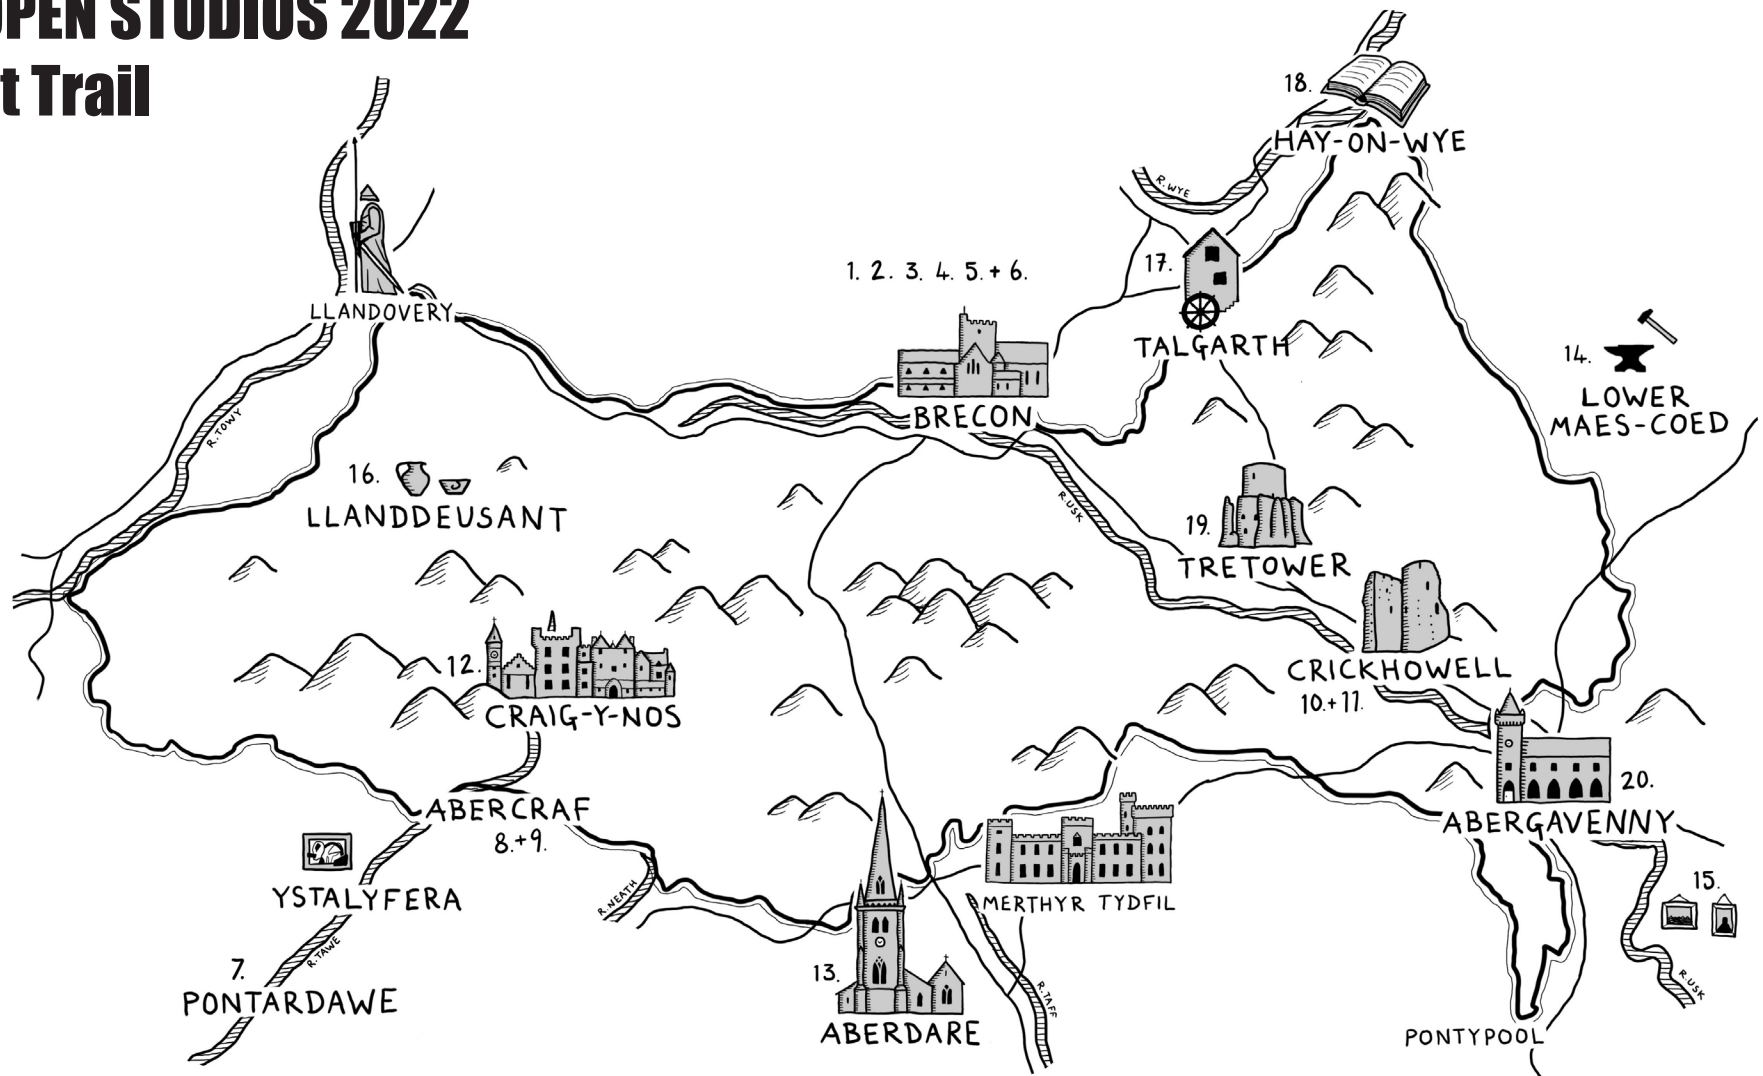 OPEN STUDIOS 2022
t Trail
18.
HAY-ON-WYE
R. WYE
17.
TALGARTH
1. 2. 3. 4. 5. + 6.
BRECON
LLANDOVERY
R. TOWY
14.
LOWER
MAES-COED
16.
LLANDDEUSANT
R. USK
19.
TRETOWER
12.
CRAIG-Y-NOS
CRICKHOWELL
10.+11.
20.
ABERGAVENNY
ABERCRAF
8.+9.
YSTALYFERA
R. NEATH
MERTHYR TYDFIL
15.
R. TAWE
7.
PONTARDAWE
13.
ABERDARE
R. TAFF
R. USK
PONTYPOOL